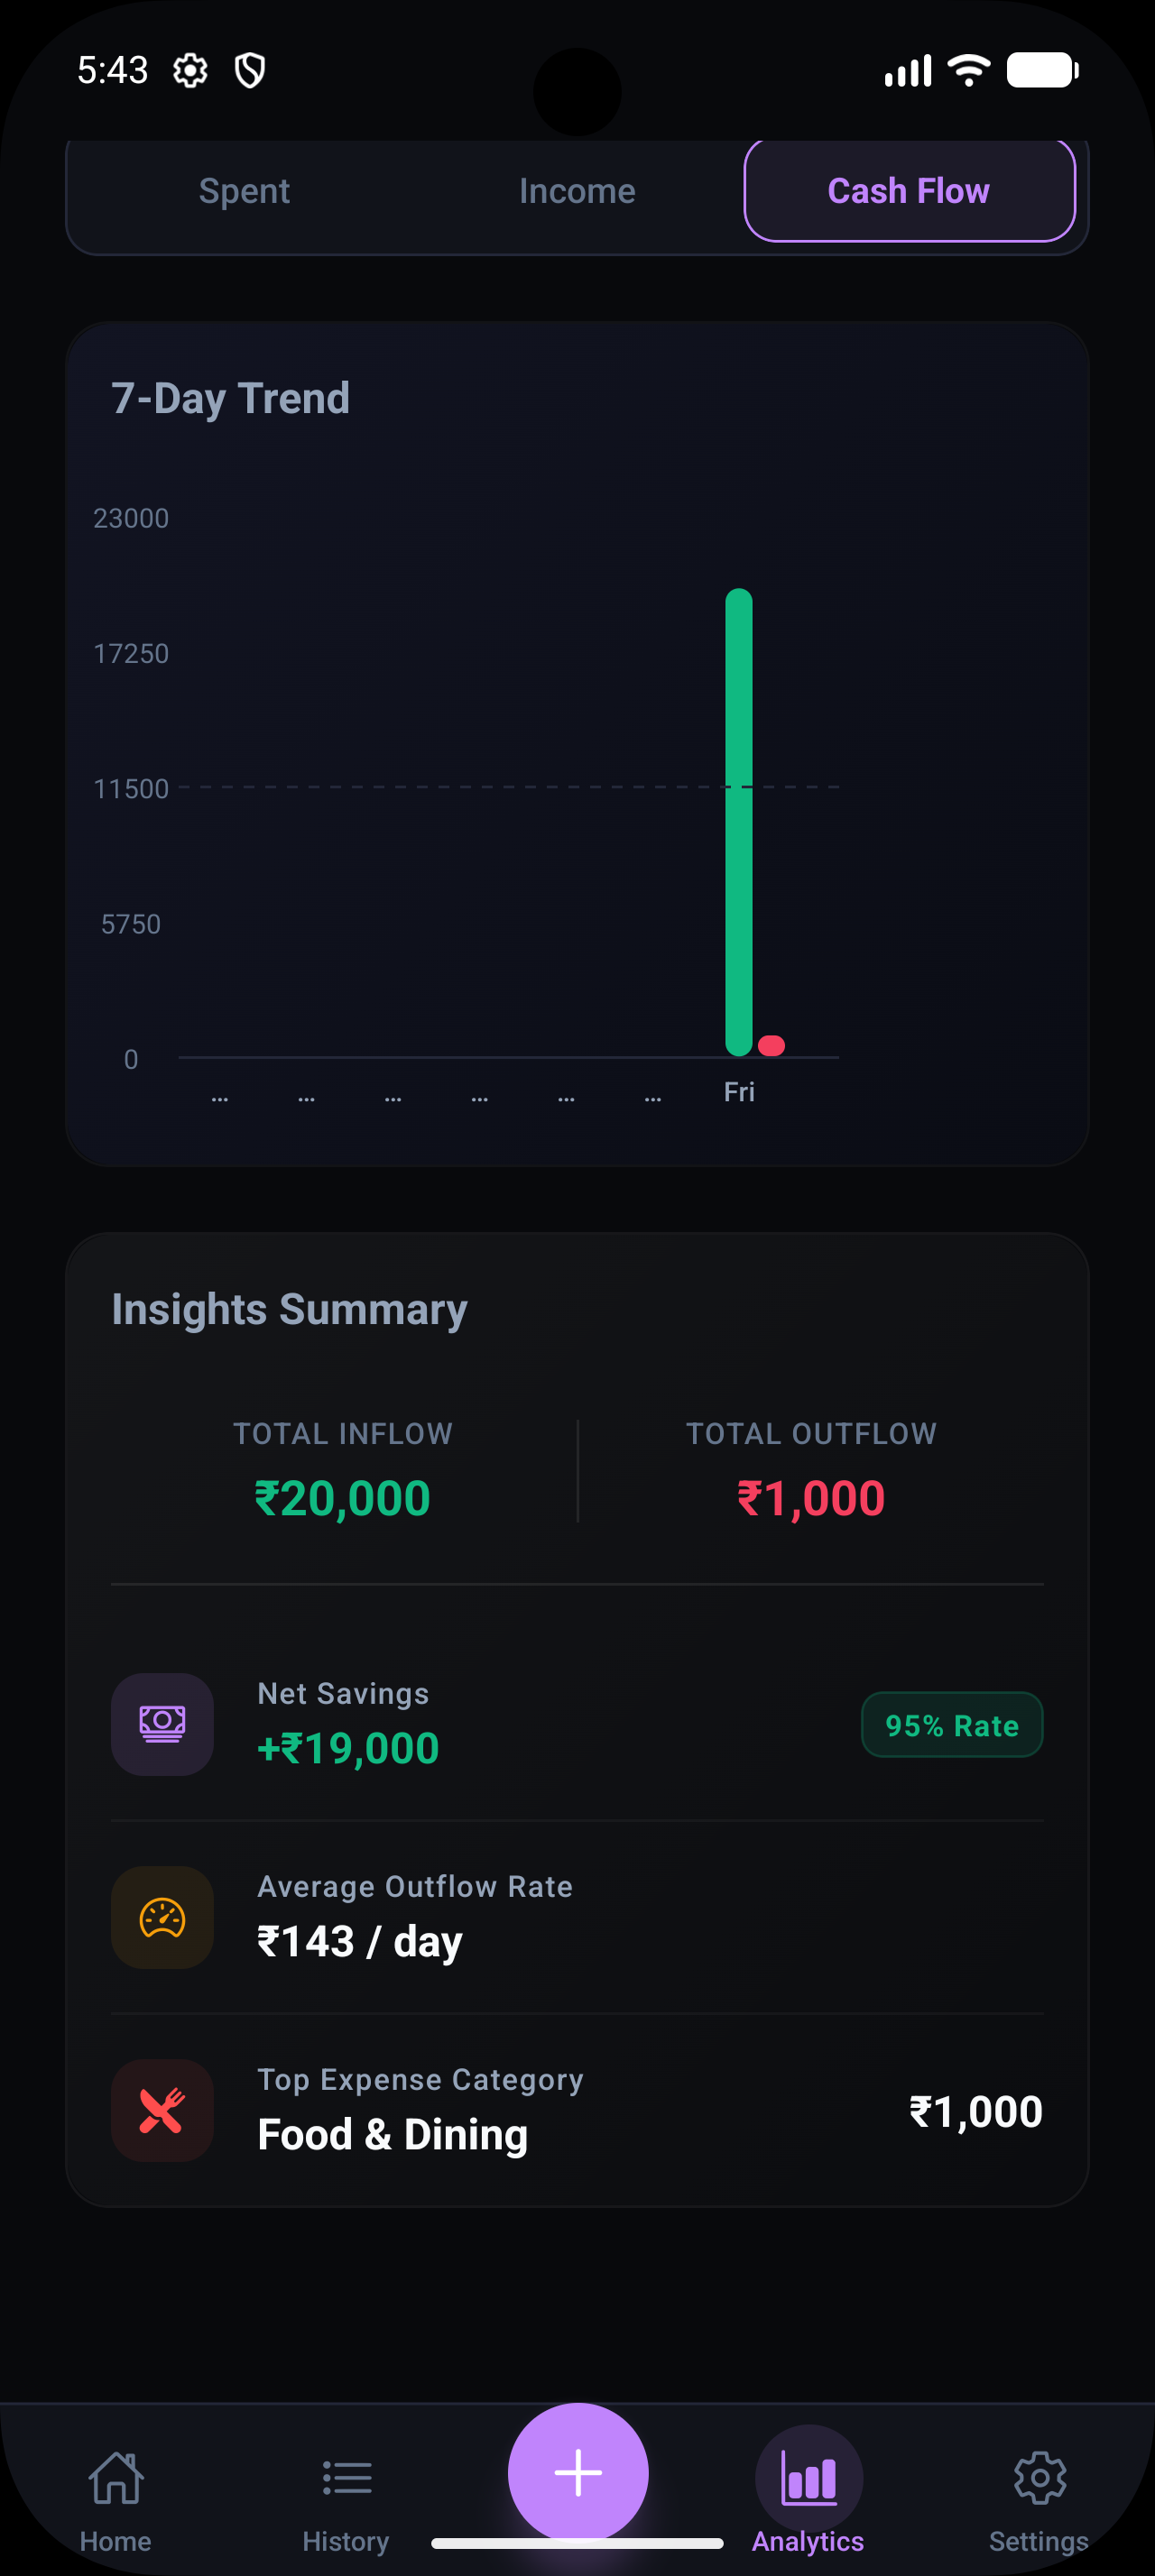 5:43
Spent Income Cash Flow
7-Day Trend
23000
17250
11500
5750
0
... ... ... ... ... ... Fri
Insights Summary
TOTAL INFLOW TOTAL OUTFLOW
₹20,000 ₹1,000
Net Savings
+₹19,000
95% Rate
Average Outflow Rate
₹143 / day
Top Expense Category
Food & Dining
₹1,000
Home History Analytics Settings